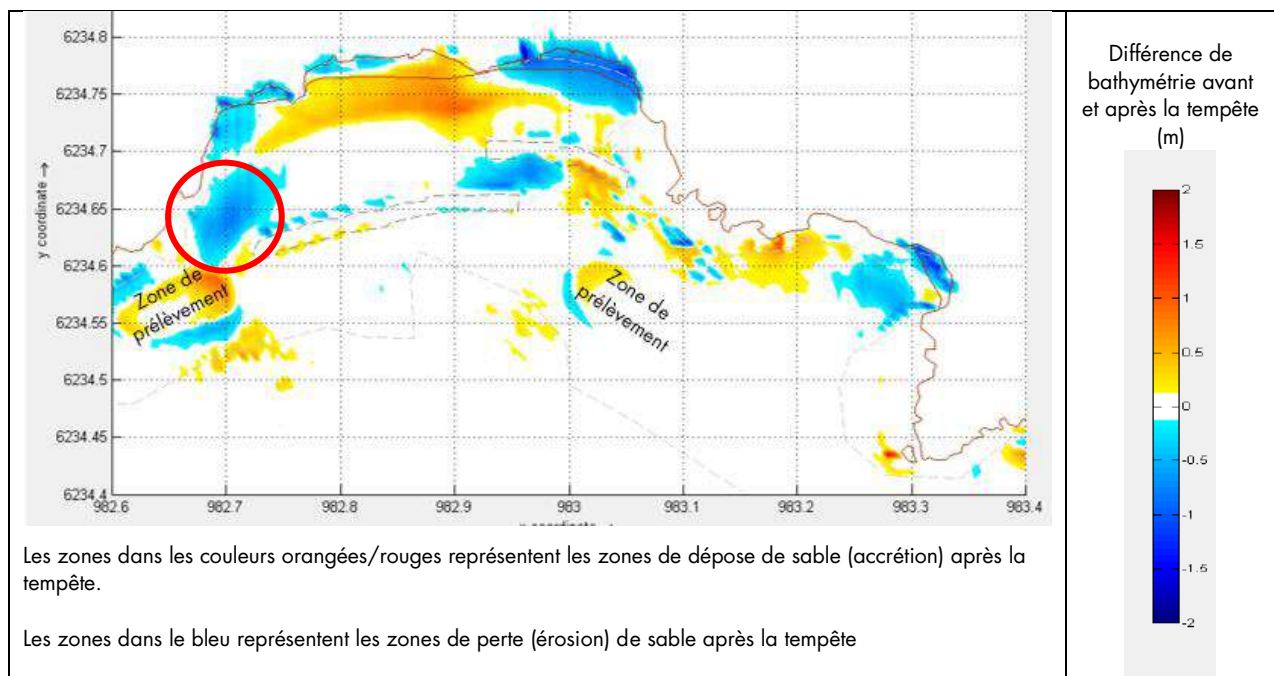 6234.8
6234.75
6234.7
6234.65
6234.6
6234.55
6234.5
6234.45
6234.4
y coordinate →
982.6 982.7 982.8 982.9 983 983.1 983.2 983.3 983.4
Zone de
prélèvement
Zone de
prélèvement
Les zones dans les couleurs orangées/rouges représentent les zones de dépose de sable (accrétion) après la
tempête.
Les zones dans le bleu représentent les zones de perte (érosion) de sable après la tempête
Différence de
bathymétrie avant
et après la tempête
(m)
2
1.5
1
0.5
0
-0.5
-1
-1.5
-2